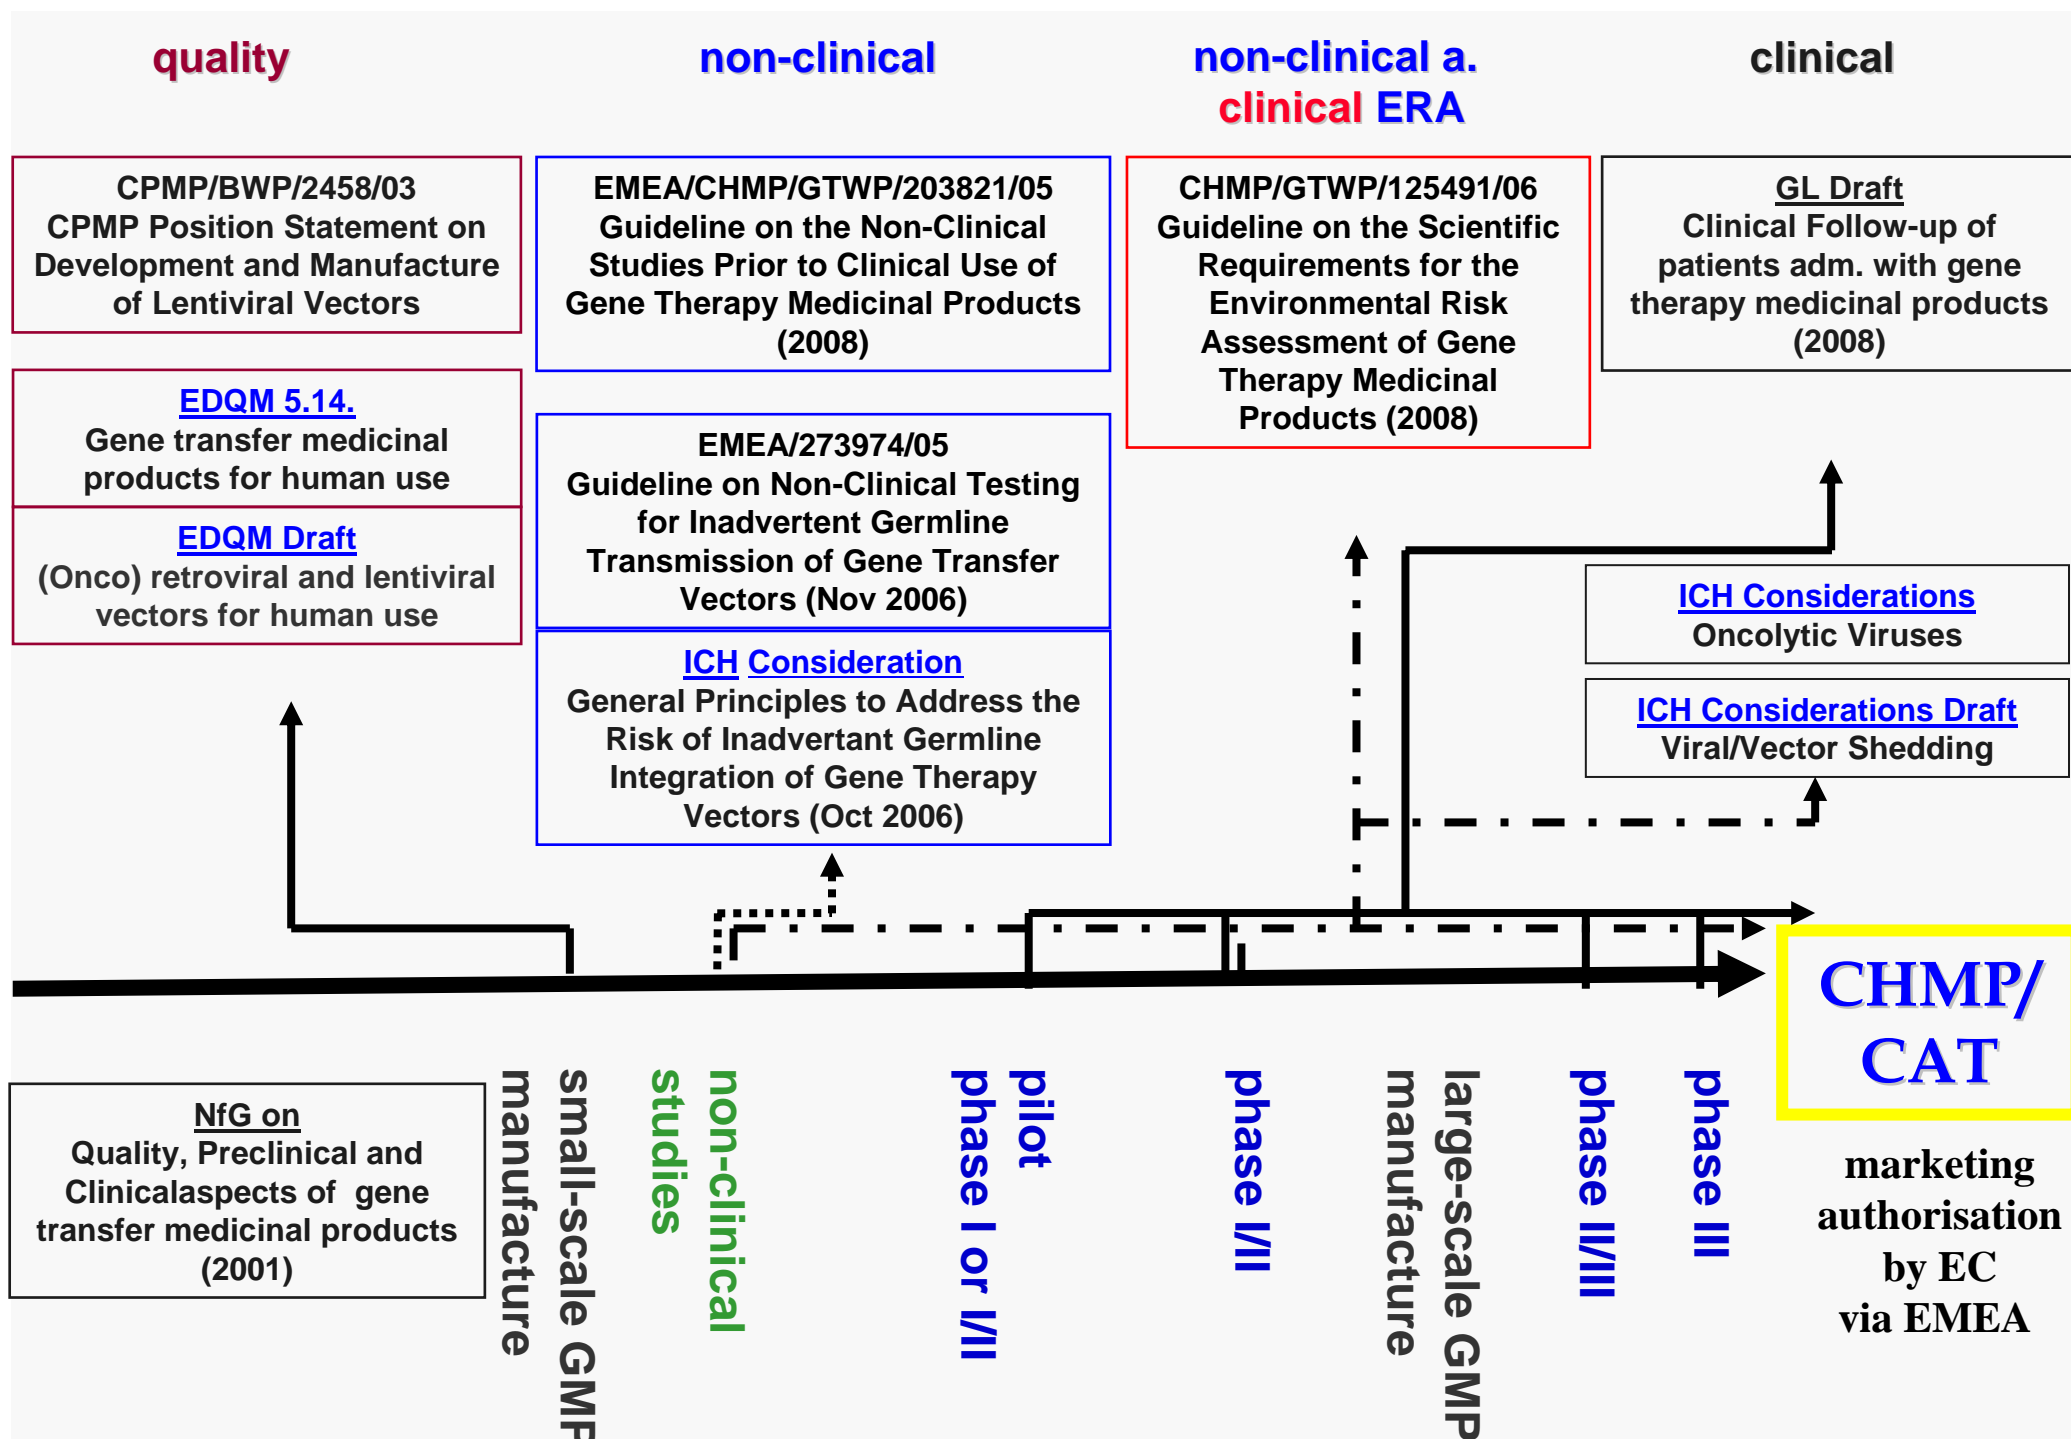 quality
non-clinical
non-clinical a.
clinical ERA
clinical
CPMP/BWP/2458/03
CPMP Position Statement on
Development and Manufacture
of Lentiviral Vectors
EDQM 5.14.
Gene transfer medicinal
products for human use
EDQM Draft
(Onco) retroviral and lentiviral
vectors for human use
EMEA/CHMP/GTWP/203821/05
Guideline on the Non-Clinical
Studies Prior to Clinical Use of
Gene Therapy Medicinal Products
(2008)
EMEA/273974/05
Guideline on Non-Clinical Testing
for Inadvertent Germline
Transmission of Gene Transfer
Vectors (Nov 2006)
ICH Consideration
General Principles to Address the
Risk of Inadvertant Germline
Integration of Gene Therapy
Vectors (Oct 2006)
CHMP/GTWP/125491/06
Guideline on the Scientific
Requirements for the
Environmental Risk
Assessment of Gene
Therapy Medicinal
Products (2008)
GL Draft
Clinical Follow-up of
patients adm. with gene
therapy medicinal products
(2008)
ICH Considerations
Oncolytic Viruses
ICH Considerations Draft
Viral/Vector Shedding
NfG on
Quality, Preclinical and
Clinicalaspects of  gene
transfer medicinal products
(2001)
small-scale GMP
manufacture
non-clinical
studies
pilot
phase I or I/II
phase I/II
large-scale GMP
manufacture
phase II/III
phase III
CHMP/
CAT
marketing
authorisation
by EC
via EMEA